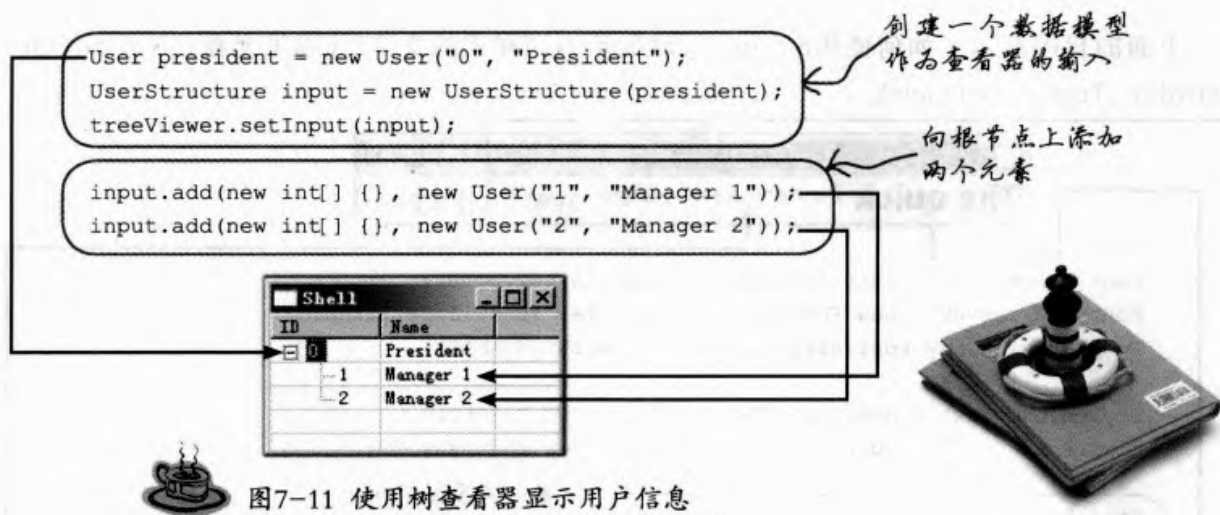 创建一个数据模型
作为查看器的输入
User president = new User("0", "President");
UserStructure input = new UserStructure(president);
treeViewer.setInput(input);
向根节点上添加
两个元素
input.add(new int[] {}, new User("1", "Manager 1"));
input.add(new int[] {}, new User("2", "Manager 2"));
Shell
ID Name
0 President
1 Manager 1
2 Manager 2
图7-11 使用树查看器显示用户信息